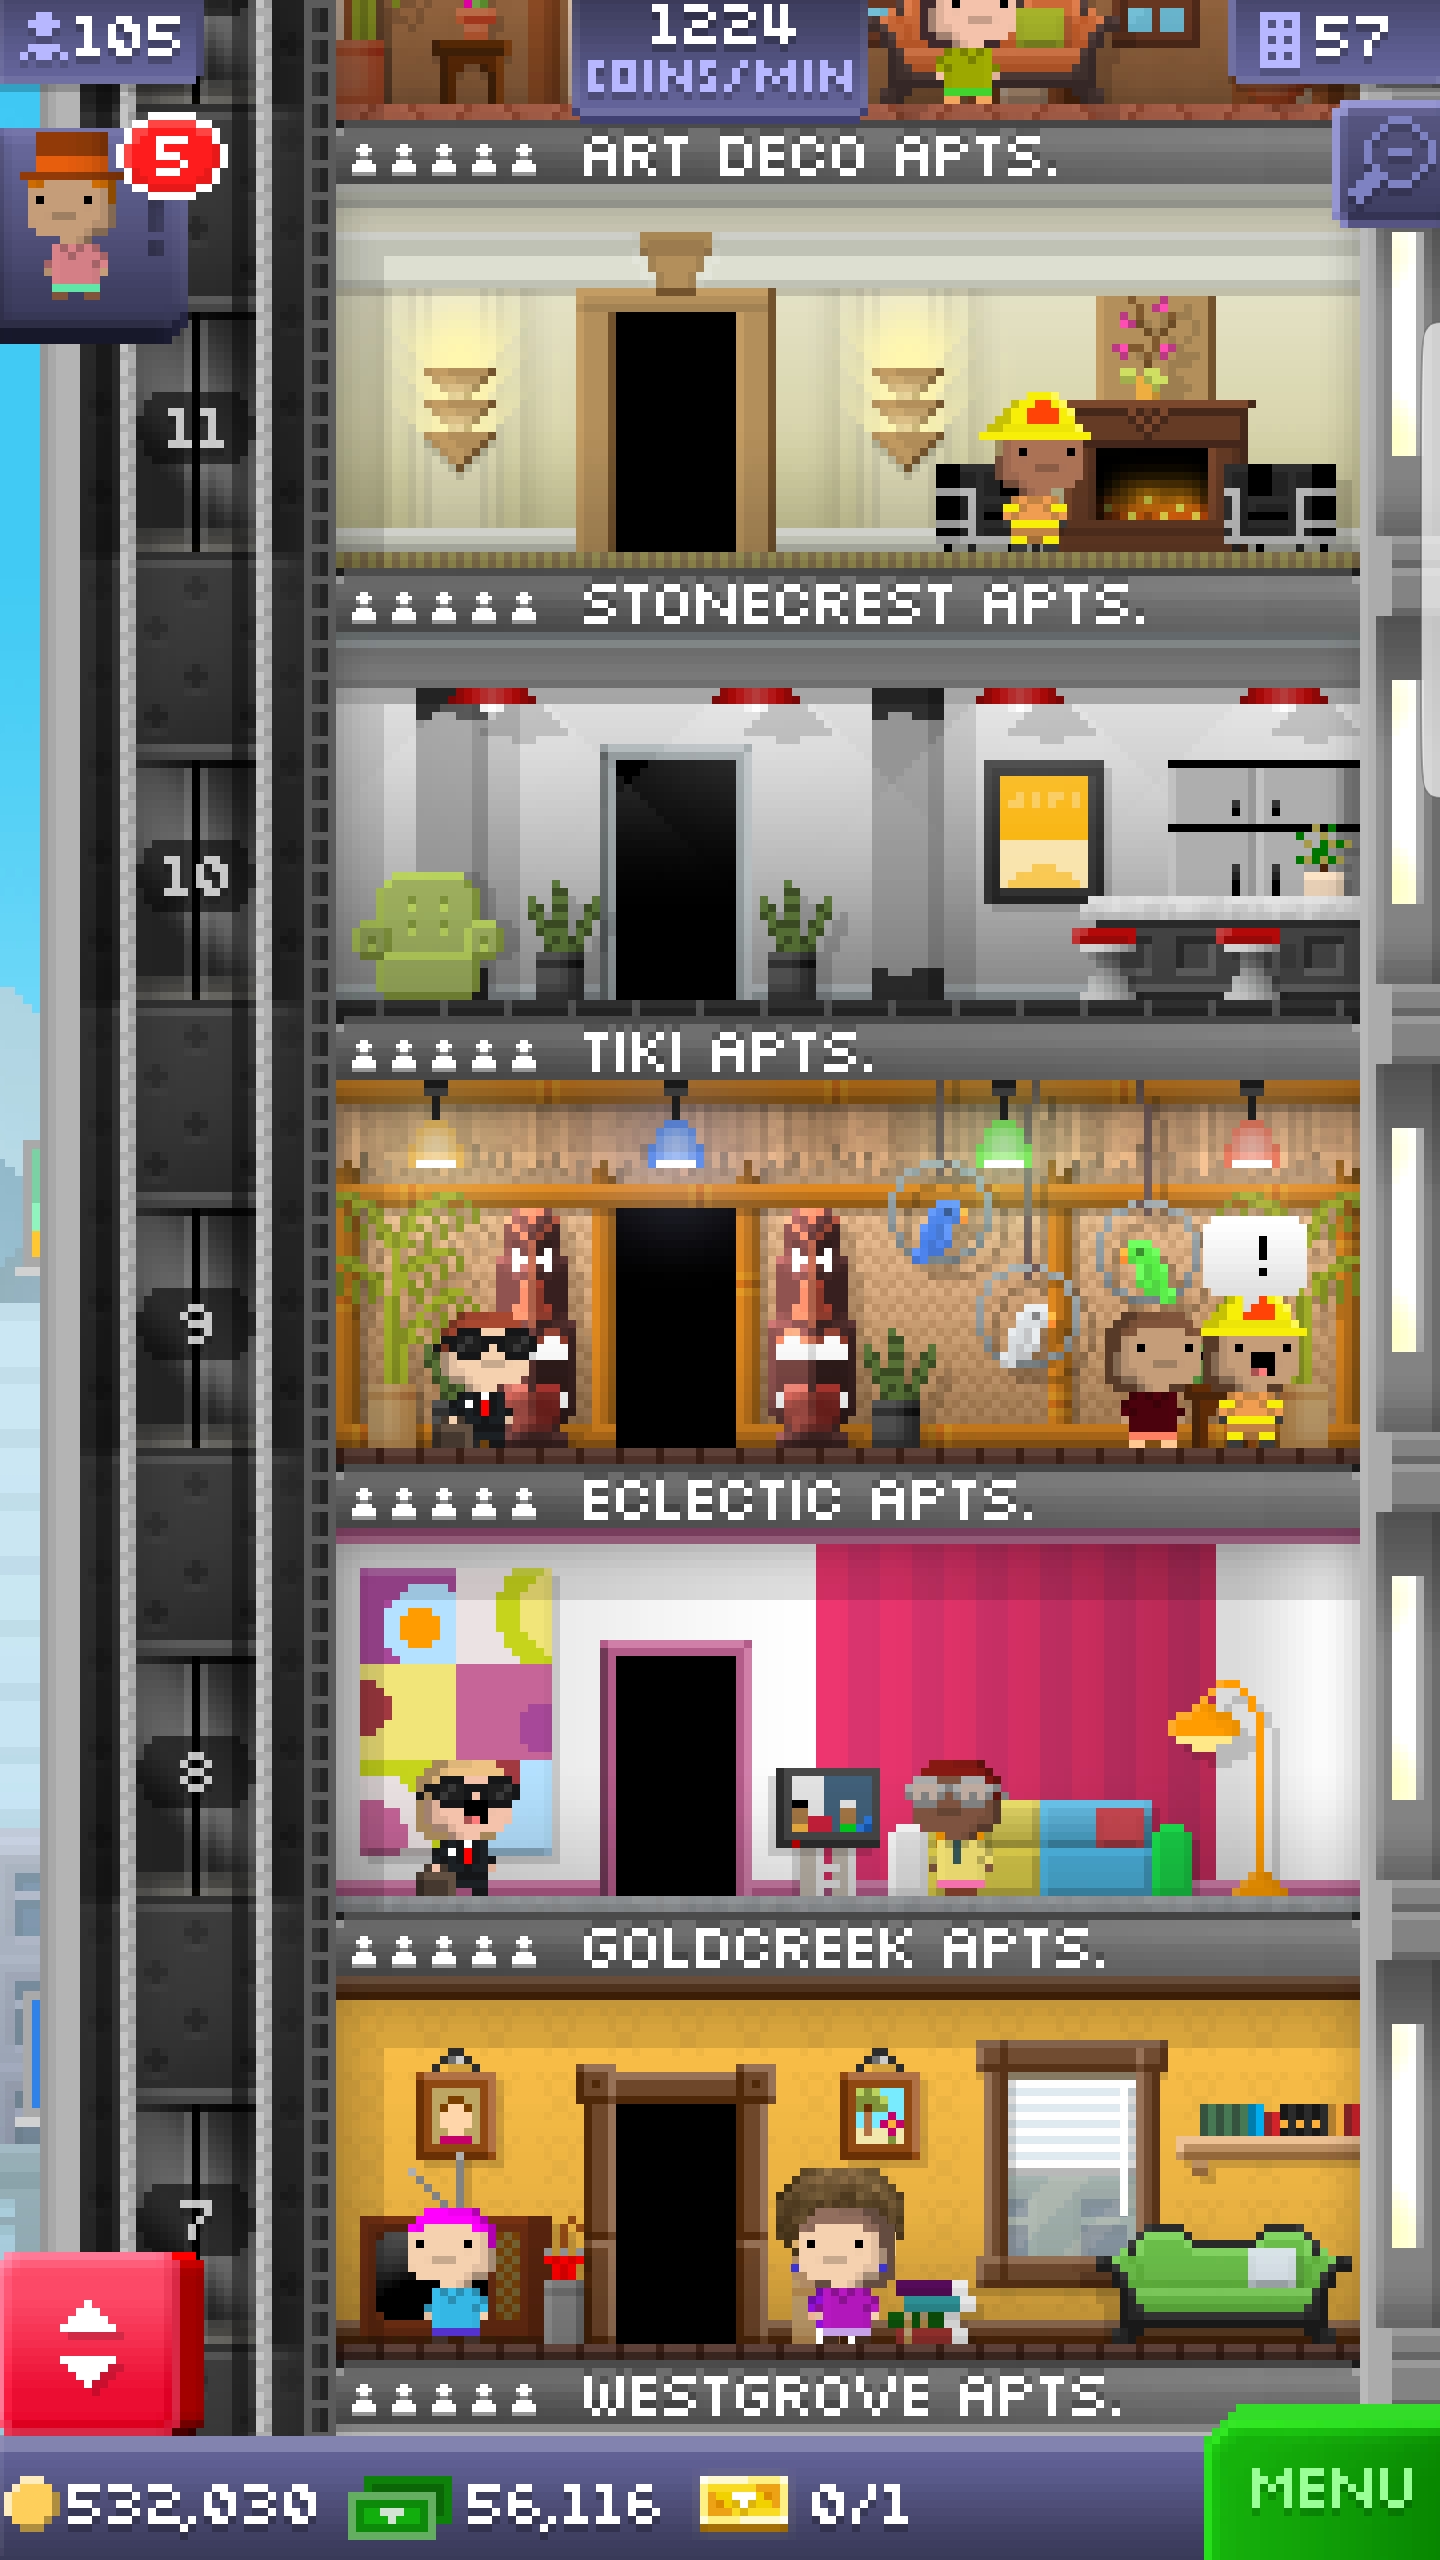 105
1224
COINS/MIN
57
5
!
ART DECO APTS.
11
STONECREST APTS.
10
TIKI APTS.
9
!
ECLECTIC APTS.
8
GOLDCREEK APTS.
7
WESTGROVE APTS.
532,030
56,116
0/1
MENU